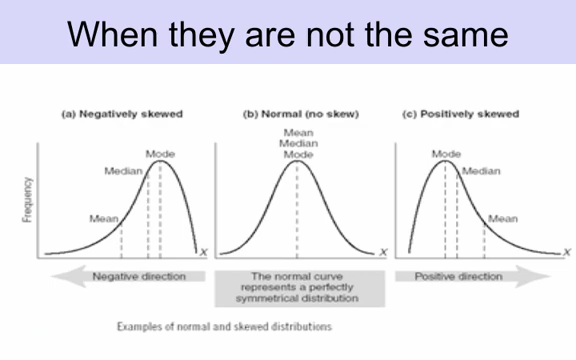 When they are not the same
(a) Negatively skewed
(b) Normal (no skew)
(c) Positively skewed
Frequency
Mode
Median
Mean
X
Negative direction
Mean
Median
Mode
X
The normal curve
represents a perfectly
symmetrical distribution
Mode
Median
Mean
X
Positive direction
Examples of normal and skewed distributions